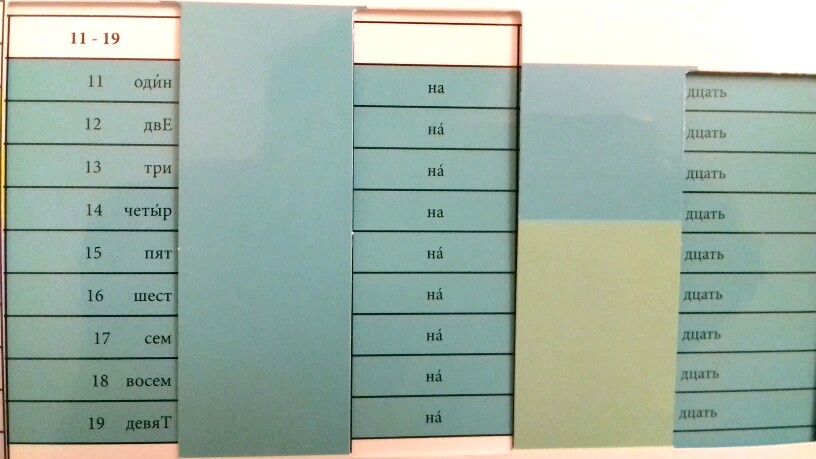 11 - 19
11 оди́н на дцать
12 двЕ на́ дцать
13 три на́ дцать
14 четы́р на дцать
15 пят на́ дцать
16 шест на́ дцать
17 сем на́ дцать
18 восем на́ дцать
19 девяТ на́ дцать